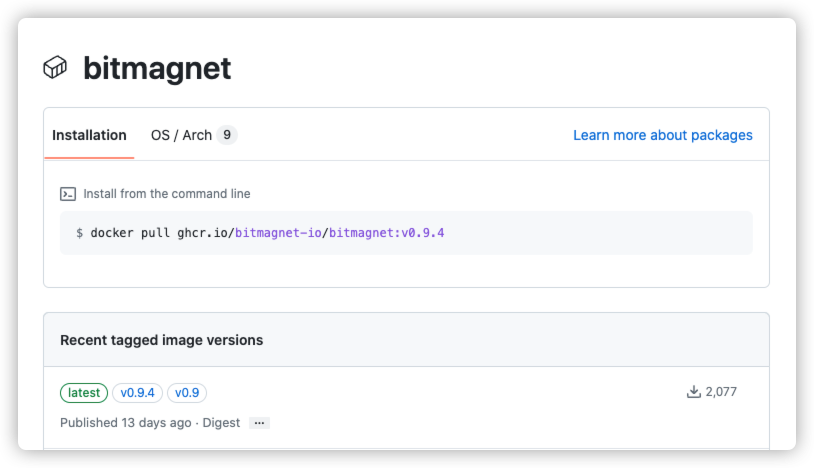 bitmagnet
Installation OS / Arch 9 Learn more about packages
Install from the command line
$ docker pull ghcr.io/bitmagnet-io/bitmagnet:v0.9.4
Recent tagged image versions
latest v0.9.4 v0.9 2,077
Published 13 days ago · Digest ···